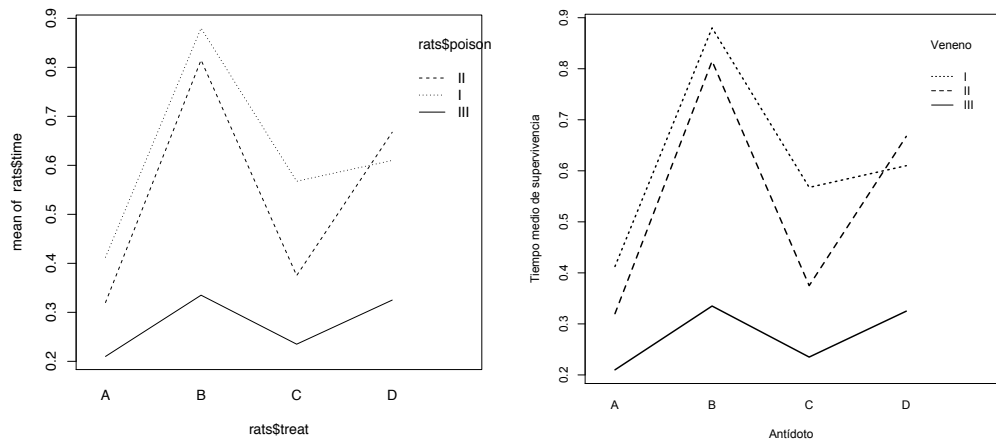 mean of rats$time
0.9
0.8
0.7
0.6
0.5
0.4
0.3
0.2
rats$poison
II
I
III
A B C D
rats$treat
Tiempo medio de supervivencia
0.9
0.8
0.7
0.6
0.5
0.4
0.3
0.2
Veneno
I
II
III
A B C D
Antídoto